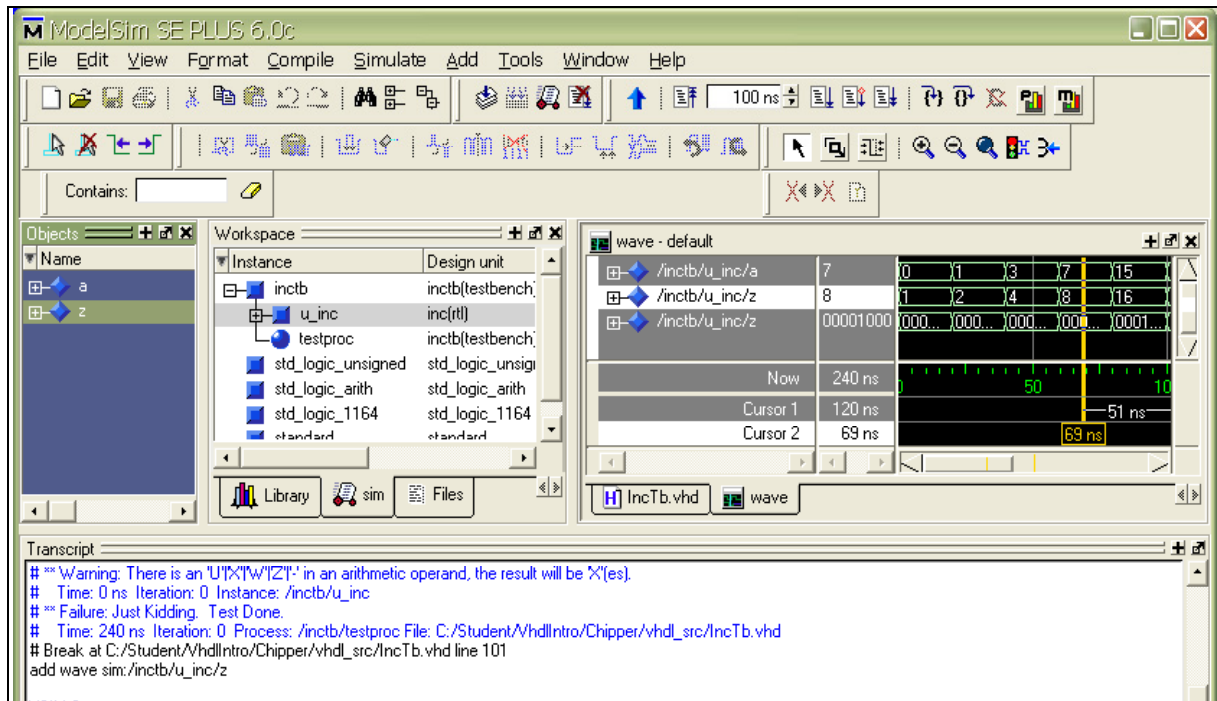 ModelSim SE PLUS 6.0c
File Edit View Format Compile Simulate Add Tools Window Help
100 ns
Contains:
Objects
Name
a
z
Workspace
Instance Design unit
inctb inctb(testbench)
u_inc inc(rtl)
testproc inctb(testbench)
std_logic_unsigned std_logic_unsig
std_logic_arith std_logic_arith
std_logic_1164 std_logic_1164
standard standard
Library sim Files
wave - default
/inctb/u_inc/a 7 0 1 3 7 15
/inctb/u_inc/z 8 1 2 4 8 16
/inctb/u_inc/z 00001000 000... 000... 000... 0001...
Now 240 ns 50 10
Cursor 1 120 ns 51 ns
Cursor 2 69 ns 69 ns
IncTb.vhd wave
Transcript
# ** Warning: There is an 'U'|'X'|'W'|'Z'|'-' in an arithmetic operand, the result will be 'X'(es).
# Time: 0 ns Iteration: 0 Instance: /inctb/u_inc
# ** Failure: Just Kidding. Test Done.
# Time: 240 ns Iteration: 0 Process: /inctb/testproc File: C:/Student/VhdlIntro/Chipper/vhdl_src/IncTb.vhd
# Break at C:/Student/VhdlIntro/Chipper/vhdl_src/IncTb.vhd line 101
add wave sim:/inctb/u_inc/z